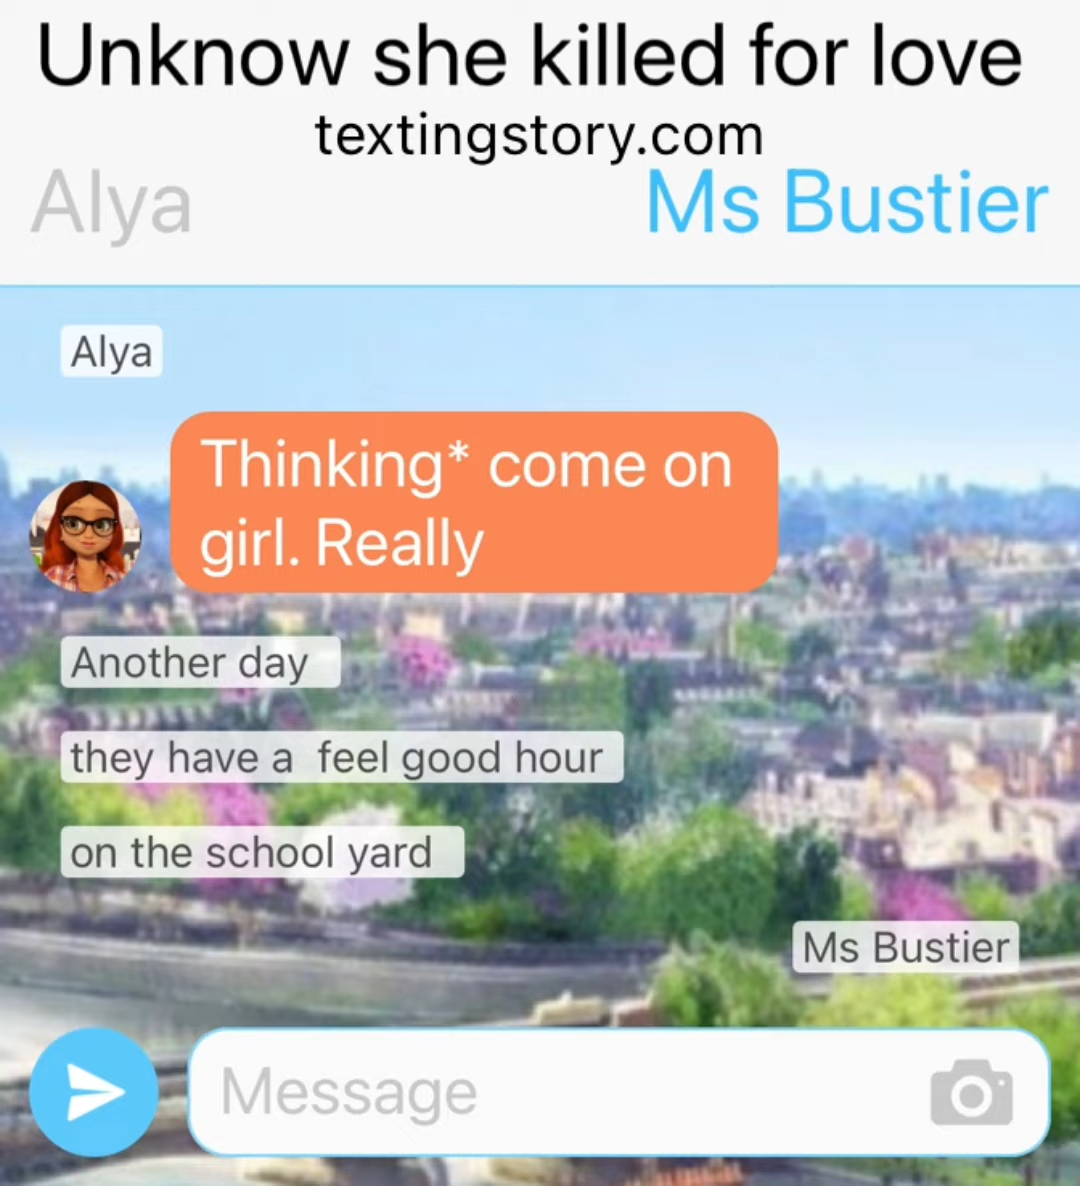 Unknow she killed for love
textingstory.com
Alya Ms Bustier
Alya
Thinking* come on
girl. Really
Another day
they have a  feel good hour
on the school yard
Ms Bustier
Message